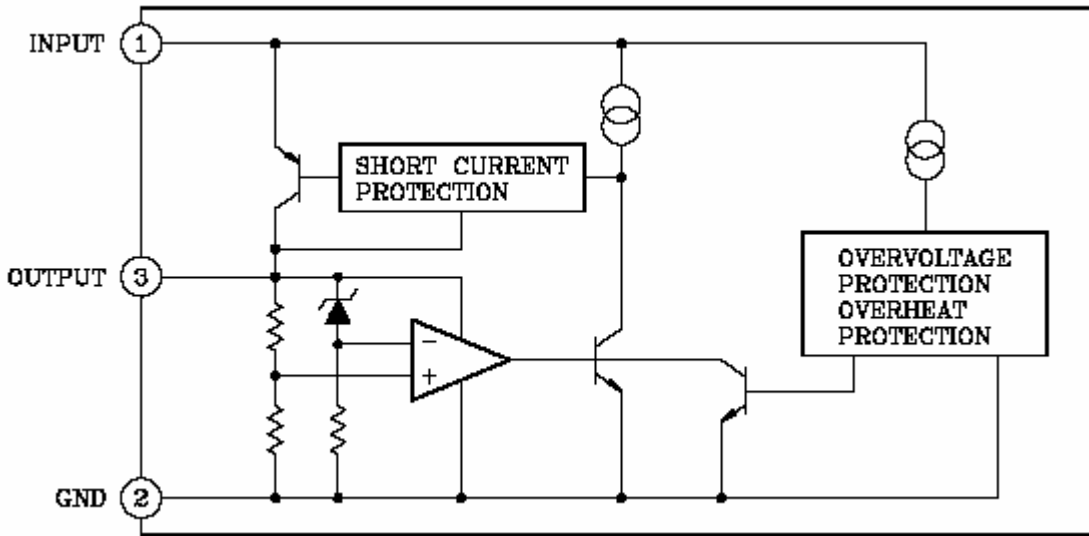 INPUT 1
SHORT CURRENT
PROTECTION
OUTPUT 3
OVERVOLTAGE
PROTECTION
OVERHEAT
PROTECTION
−
+
GND 2